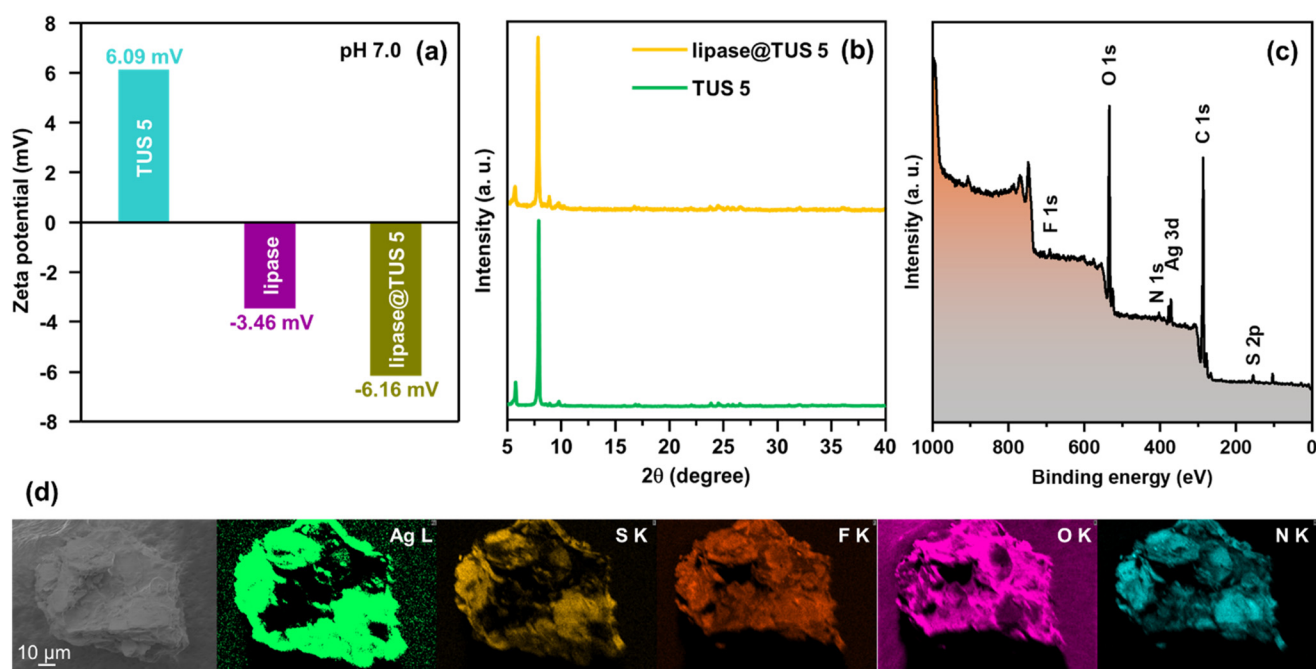 8
6
4
2
0
-2
-4
-6
-8
Zeta potential (mV)
6.09 mV
pH 7.0
(a)
TUS 5
lipase
lipase@TUS 5
-3.46 mV
-6.16 mV
Intensity (a. u.)
lipase@TUS 5
(b)
TUS 5
5
10
15
20
25
30
35
40
2θ (degree)
Intensity (a. u.)
(c)
O 1s
C 1s
F 1s
N 1s
Ag 3d
S 2p
1000
800
600
400
200
0
Binding energy (eV)
(d)
Ag L
S K
F K
O K
N K
10 µm